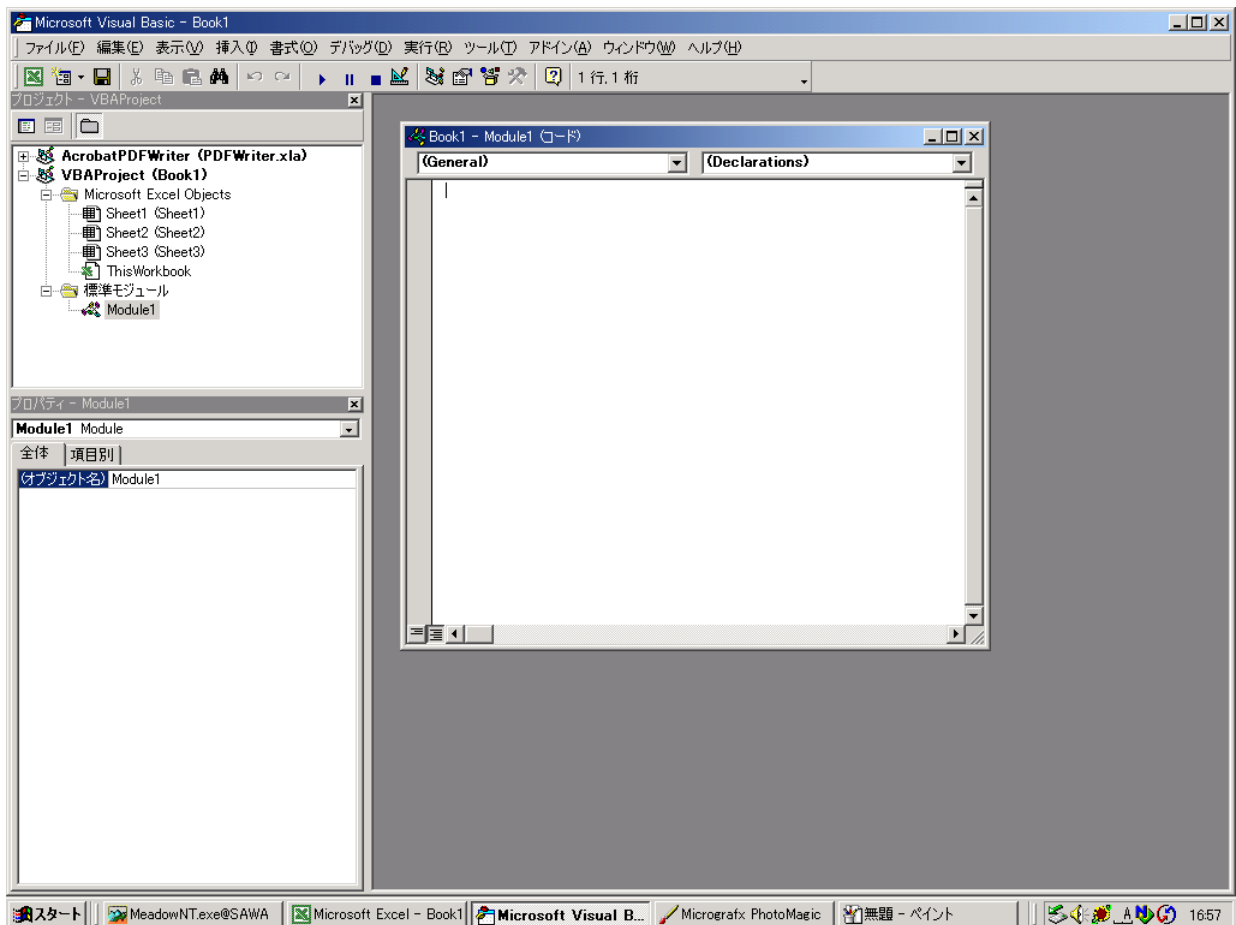 Microsoft Visual Basic - Book1
ファイル(F) 編集(E) 表示(V) 挿入(I) 書式(O) デバッグ(D) 実行(R) ツール(T) アドイン(A) ウィンドウ(W) ヘルプ(H)
1 行, 1 桁
プロジェクト - VBAProject
AcrobatPDFWriter (PDFWriter.xla)
VBAProject (Book1)
Microsoft Excel Objects
Sheet1 (Sheet1)
Sheet2 (Sheet2)
Sheet3 (Sheet3)
ThisWorkbook
標準モジュール
Module1
プロパティ - Module1
Module1 Module
全体 項目別
(オブジェクト名) Module1
Book1 - Module1 (コード)
(General) (Declarations)
スタート MeadowNT.exe@SAWA Microsoft Excel - Book1 Microsoft Visual B... Micrografx PhotoMagic 無題 - ペイント A 16:57